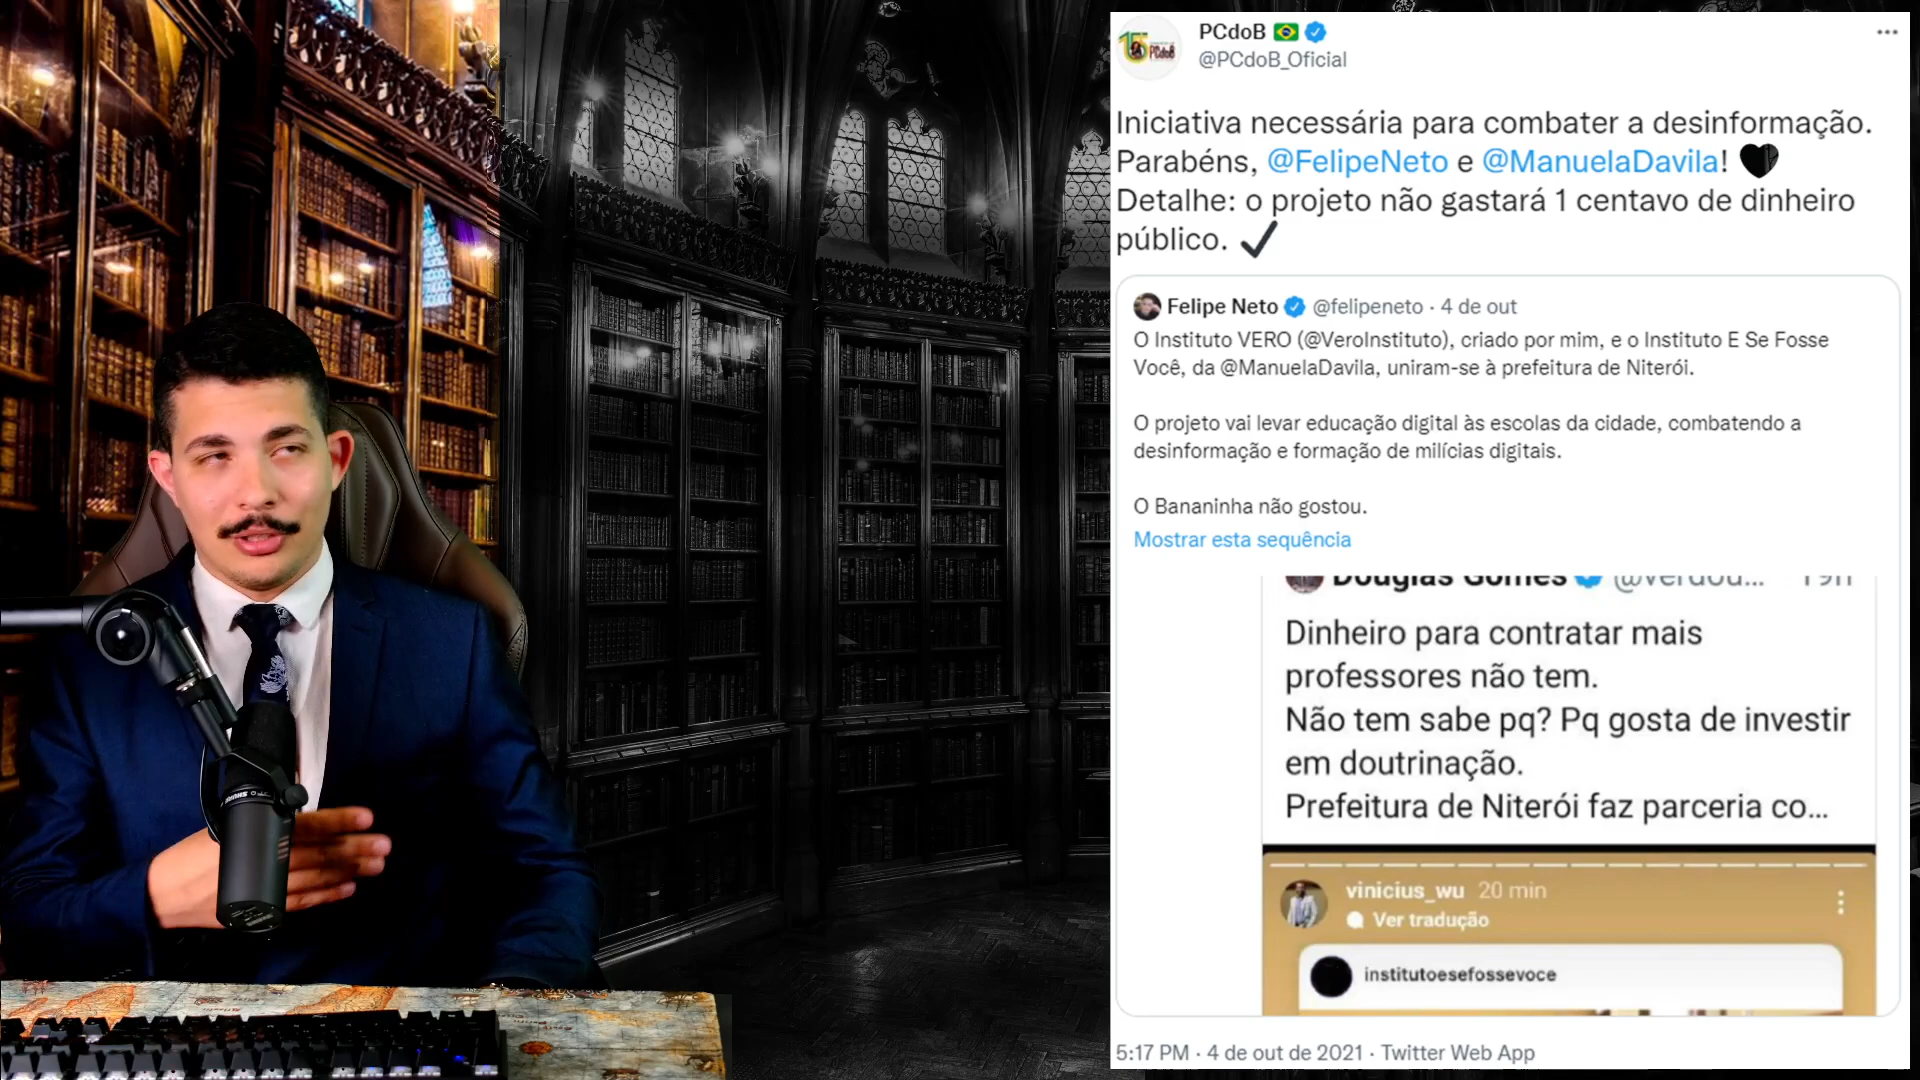 PCdoB
@PCdoB_Oficial
Iniciativa necessária para combater a desinformação.
Parabéns, @FelipeNeto e @ManuelaDavila!
Detalhe: o projeto não gastará 1 centavo de dinheiro
público.
Felipe Neto @felipeneto · 4 de out
O Instituto VERO (@VeroInstituto), criado por mim, e o Instituto E Se Fosse
Você, da @ManuelaDavila, uniram-se à prefeitura de Niterói.
O projeto vai levar educação digital às escolas da cidade, combatendo a
desinformação e formação de milícias digitais.
O Bananinha não gostou.
Mostrar esta sequência
Douglas Gomes @verdou... 19h
Dinheiro para contratar mais
professores não tem.
Não tem sabe pq? Pq gosta de investir
em doutrinação.
Prefeitura de Niterói faz parceria co...
vinicius_wu 20 min
Ver tradução
institutoesefossevoce
5:17 PM · 4 de out de 2021 · Twitter Web App